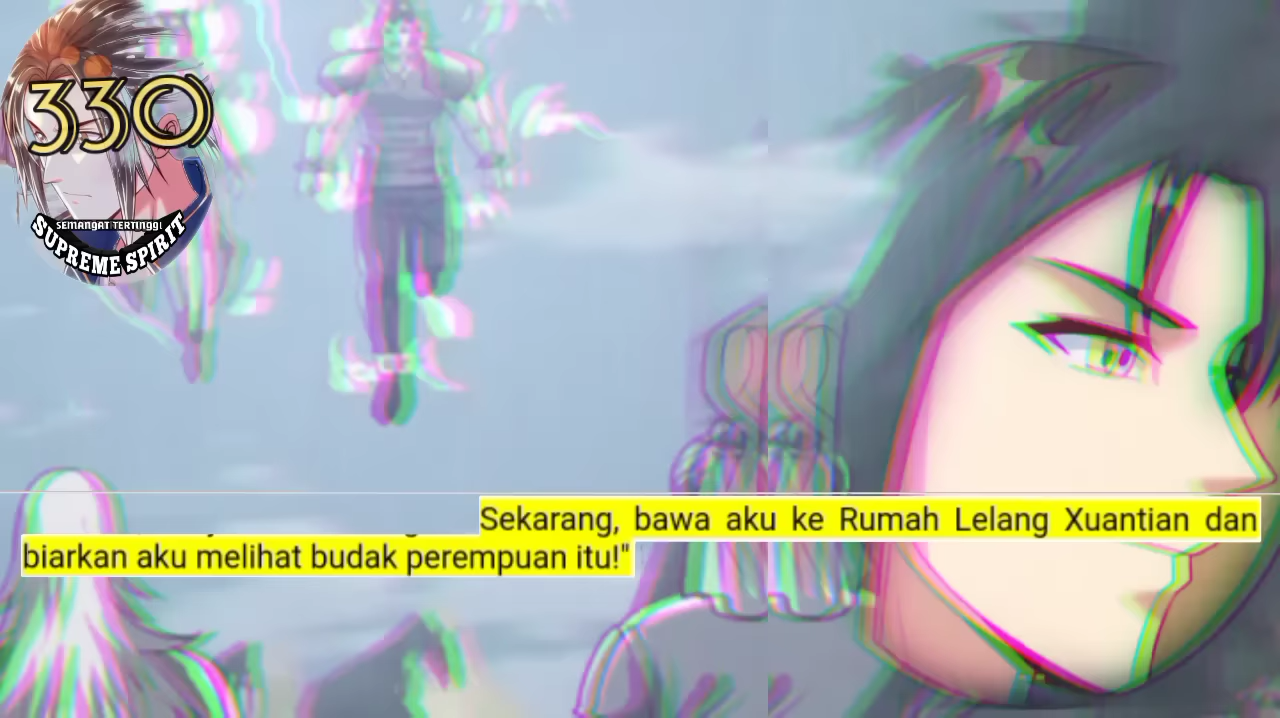 330
SEMANGAT TERTINGGI
SUPREME SPIRIT
Sekarang, bawa aku ke Rumah Lelang Xuantian dan
biarkan aku melihat budak perempuan itu!"